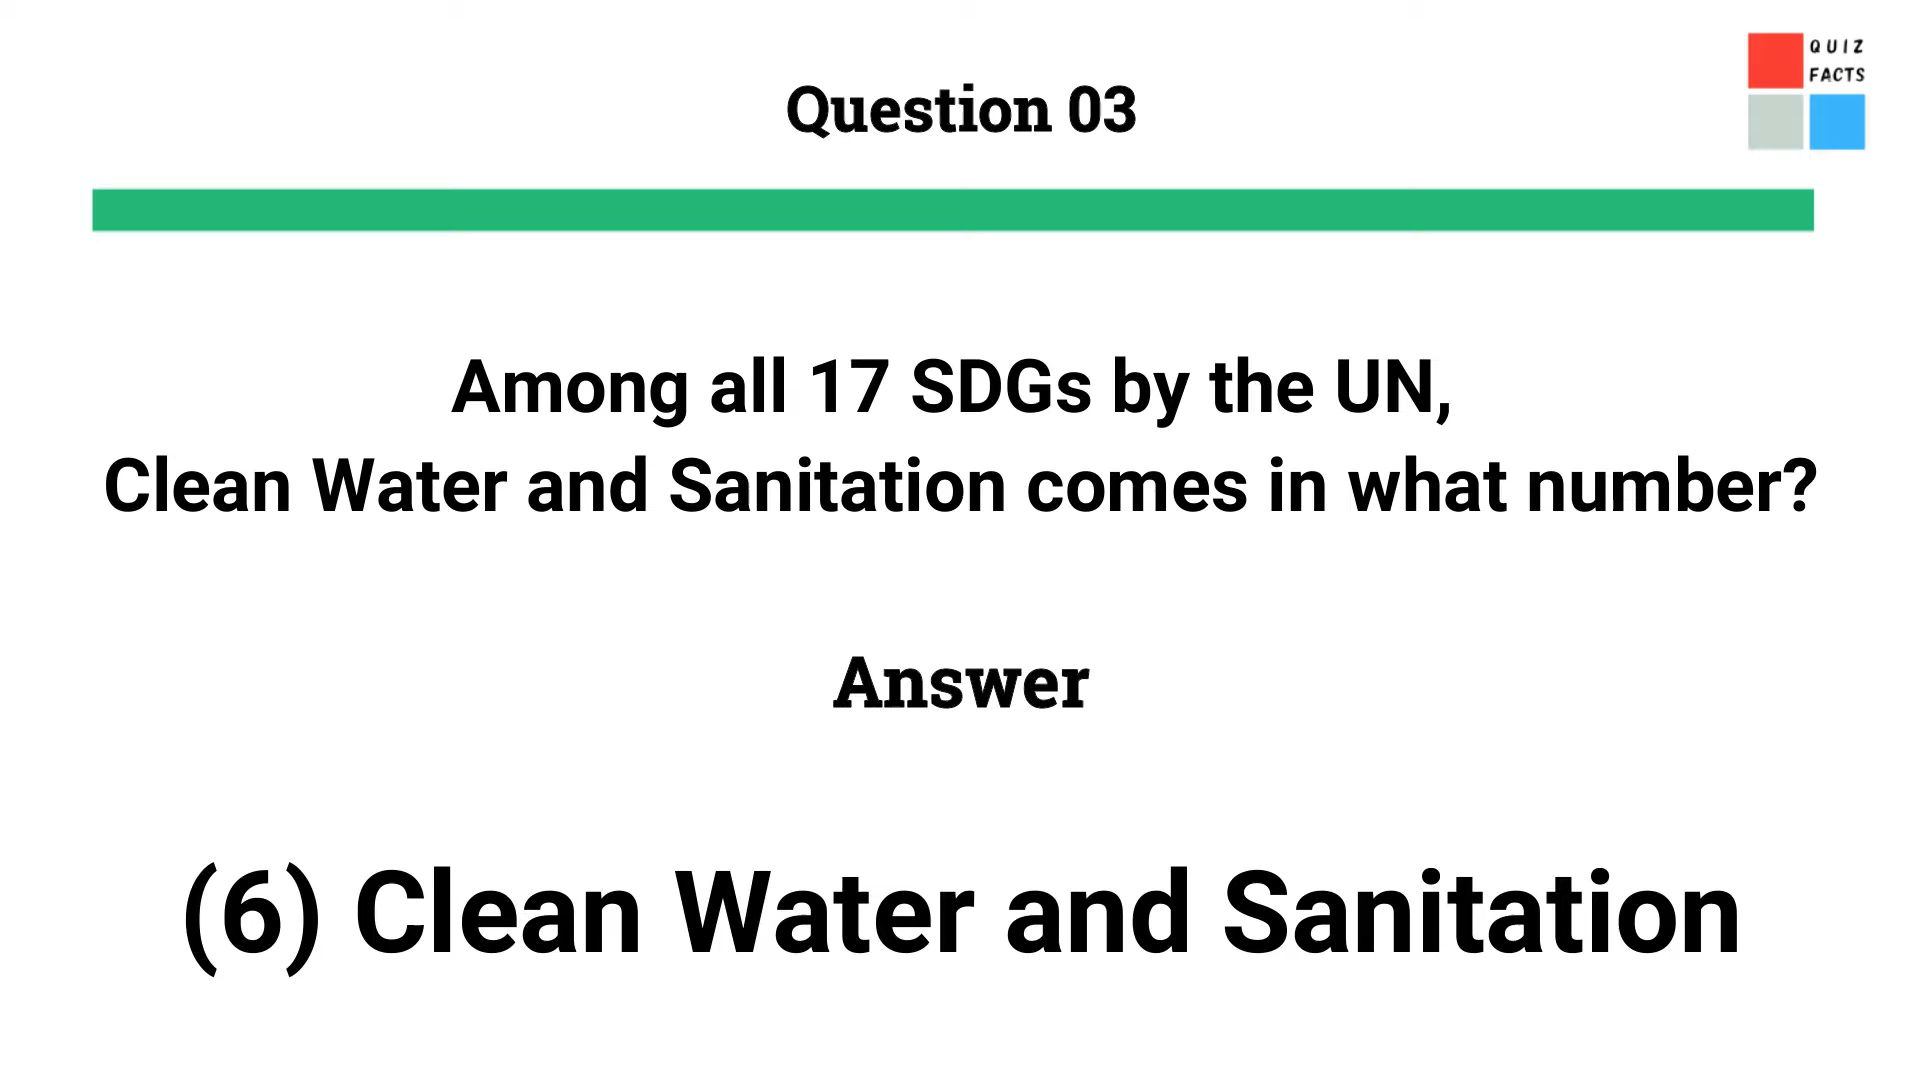 QUIZ
FACTS
Question 03
Among all 17 SDGs by the UN,
Clean Water and Sanitation comes in what number?
Answer
(6) Clean Water and Sanitation